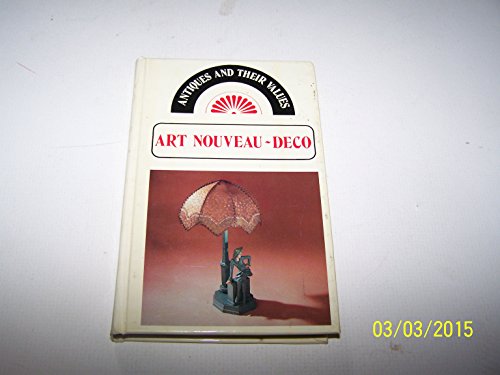 ANTIQUES AND THEIR VALUES
ART NOUVEAU-DECO
03/03/2015